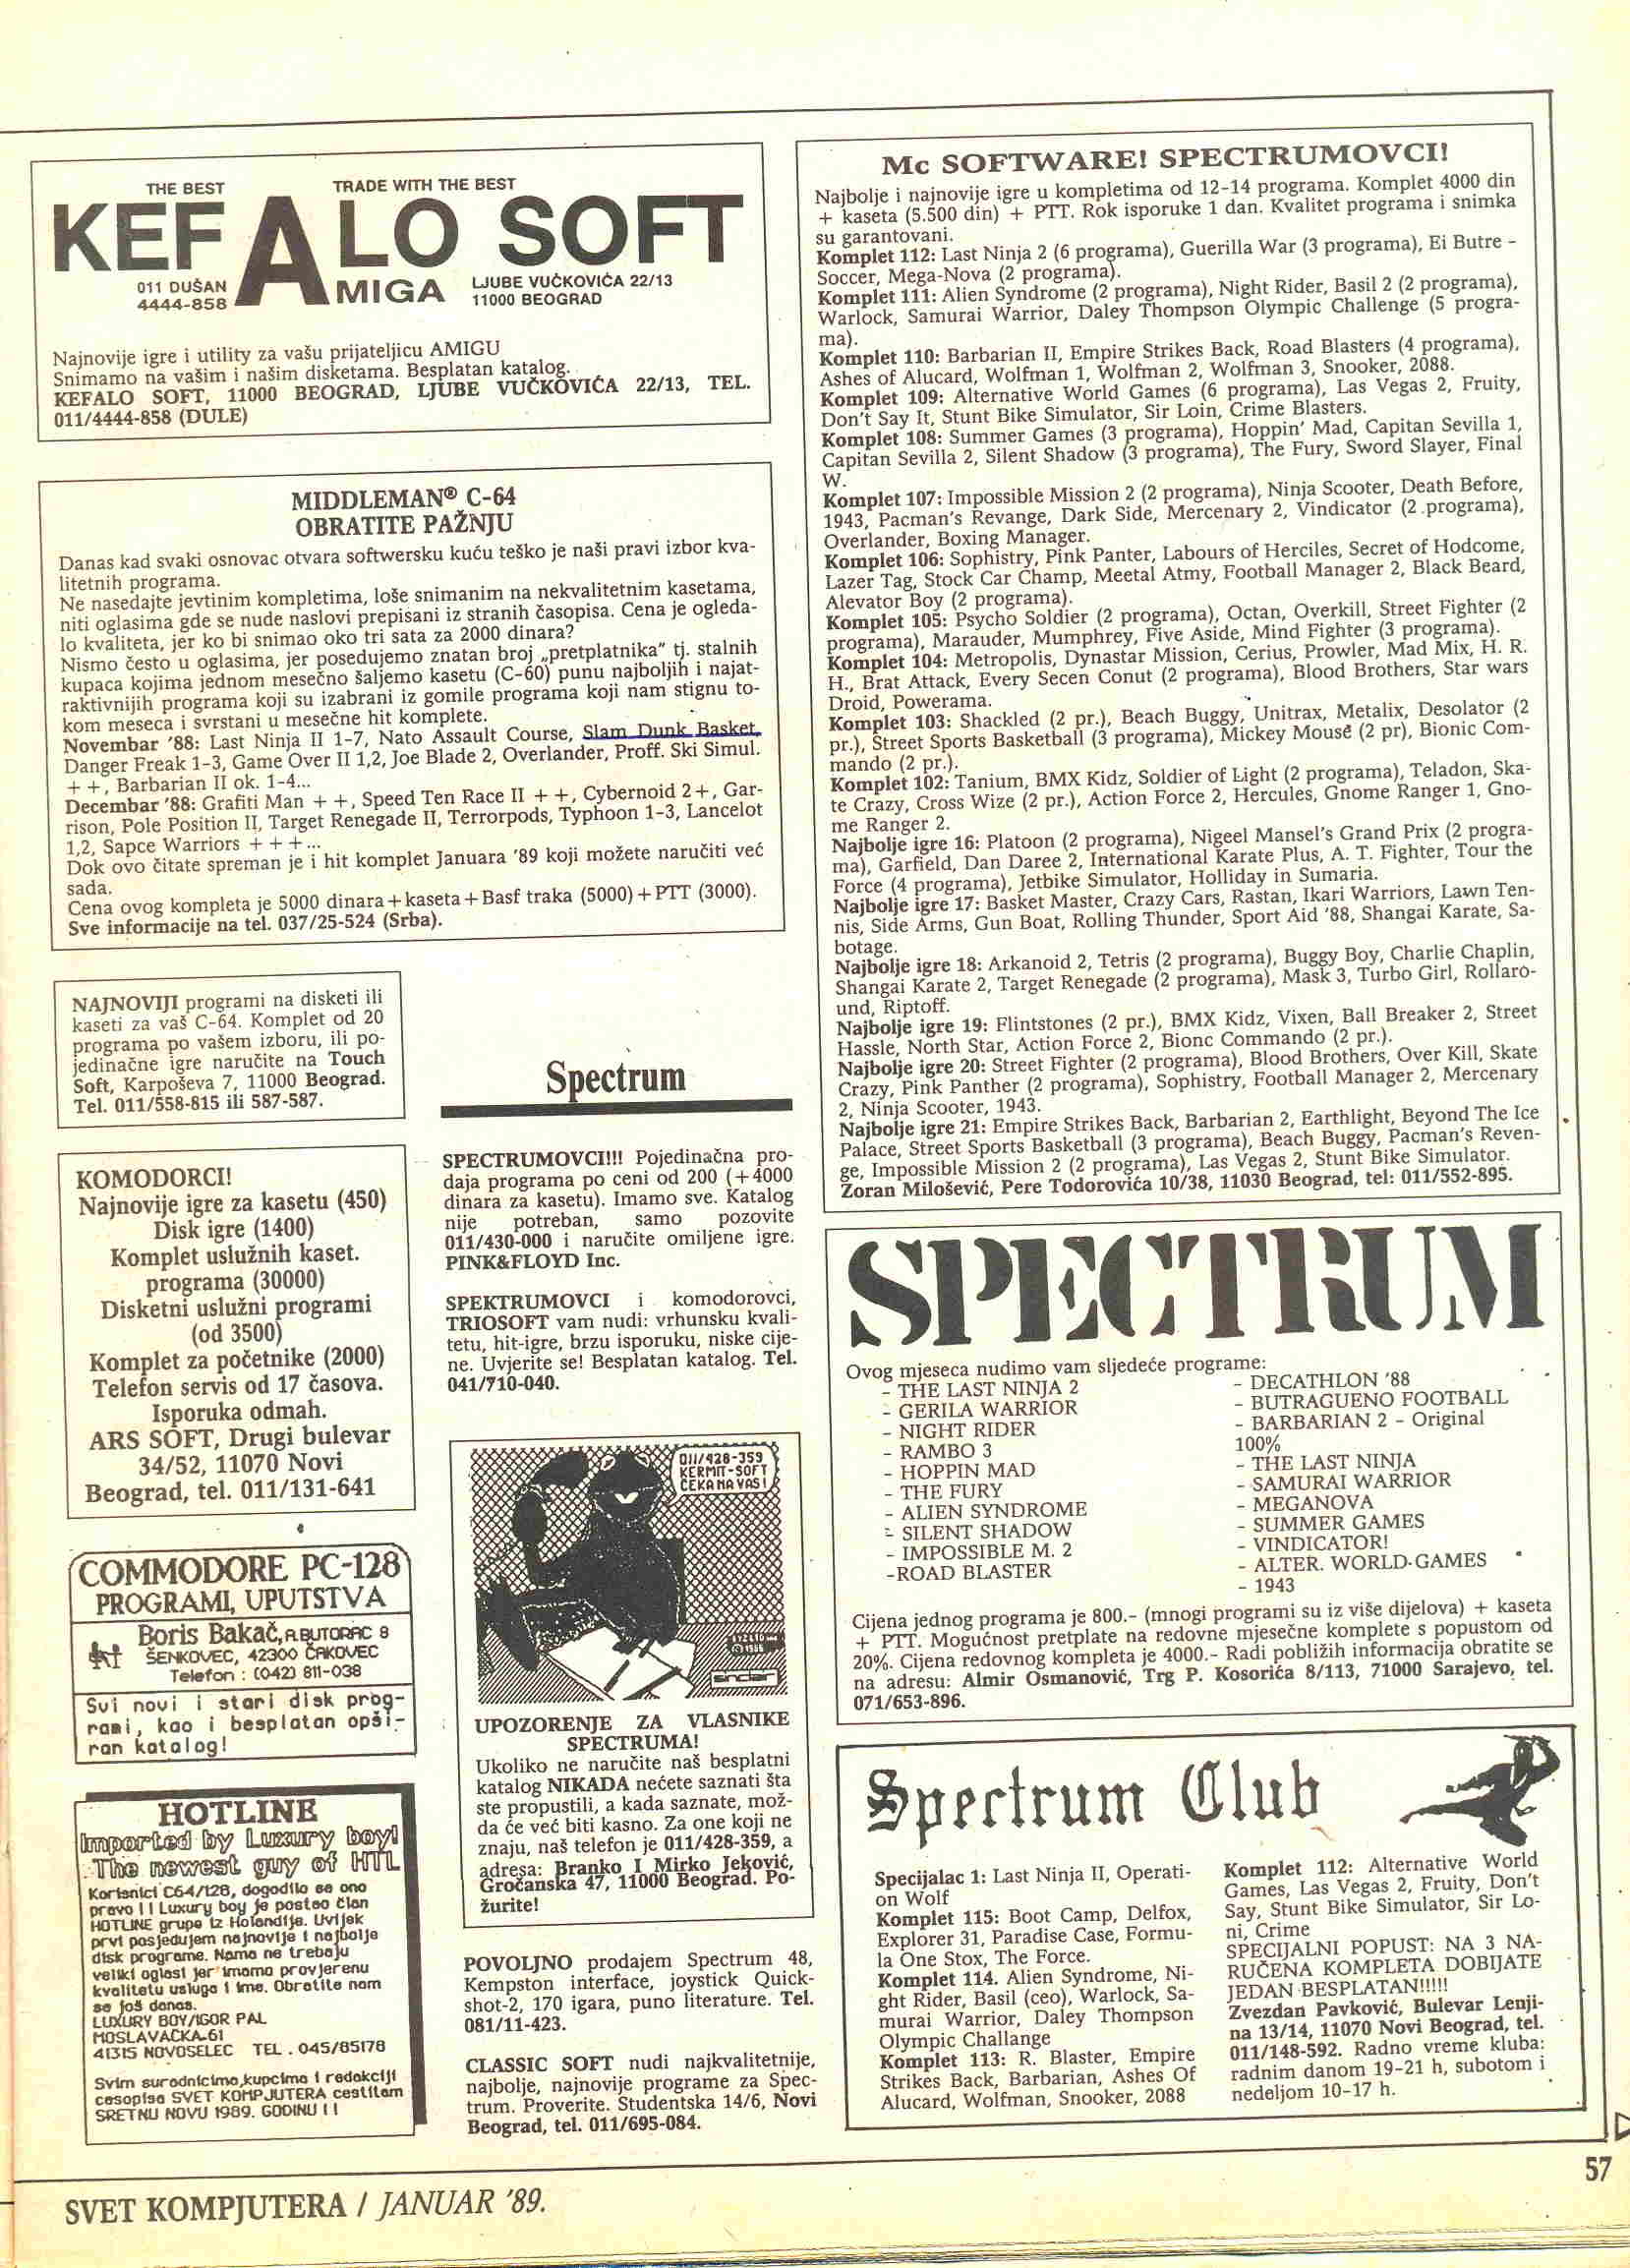 THE BEST TRADE WITH THE BEST
KEFALO SOFT
011 DUŠAN
4444-858
AMIGA
LJUBE VUČKOVIĆA 22/13
11000 BEOGRAD
Najnovije igre i utility za vašu prijateljicu AMIGU
Snimamo na vašim i našim disketama. Besplatan katalog.
KEFALO SOFT, 11000 BEOGRAD, LJUBE VUČKOVIĆA 22/13, TEL.
011/4444-858 (DULE)
MIDDLEMAN® C-64
OBRATITE PAŽNJU
Danas kad svaki osnovac otvara softwersku kuću teško je naši pravi izbor kva-
litetnih programa.
Ne nasedajte jevtinim kompletima, loše snimanim na nekvalitetnim kasetama,
niti oglasima gde se nude naslovi prepisani iz stranih časopisa. Cena je ogleda-
lo kvaliteta, jer ko bi snimao oko tri sata za 2000 dinara?
Nismo često u oglasima, jer posedujemo znatan broj „pretplatnika” tj. stalnih
kupaca kojima jednom mesečno šaljemo kasetu (C-60) punu najboljih i najat-
raktivnijih programa koji su izabrani iz gomile programa koji nam stignu to-
kom meseca i svrstani u mesečne hit komplete.
Novembar '88: Last Ninja II 1-7, Nato Assault Course, Slam Dunk Basket,
Danger Freak 1-3, Game Over II 1,2, Joe Blade 2, Overlander, Proff. Ski Simul.
++, Barbarian II ok. 1-4...
Decembar '88: Grafiti Man ++, Speed Ten Race II ++, Cybernoid 2+, Gar-
rison, Pole Position II, Target Renegade II, Terrorpods, Typhoon 1-3, Lancelot
1,2, Sapce Warriors +++...
Dok ovo čitate spreman je i hit komplet Januara '89 koji možete naručiti već
sada.
Cena ovog kompleta je 5000 dinara+kaseta+Basf traka (5000)+PTT (3000).
Sve informacije na tel. 037/25-524 (Srba).
NAJNOVIJI programi na disketi ili
kaseti za vaš C-64. Komplet od 20
programa po vašem izboru, ili po-
jedinačne igre naručite na Touch
Soft, Karpoševa 7, 11000 Beograd.
Tel. 011/558-815 ili 587-587.
KOMODORCI!
Najnovije igre za kasetu (450)
Disk igre (1400)
Komplet uslužnih kaset.
programa (30000)
Disketni uslužni programi
(od 3500)
Komplet za početnike (2000)
Telefon servis od 17 časova.
Isporuka odmah.
ARS SOFT, Drugi bulevar
34/52, 11070 Novi
Beograd, tel. 011/131-641
COMMODORE PC-128
PROGRAMI, UPUTSTVA
Boris Bakač, R.BUTORAC 8
ŠENKOVEC, 42300 ČAKOVEC
Telefon : (042) 811-038
Svi novi i stari disk prog-
rami, kao i besplatan opši-
ran katalog!
HOTLINE
Imported by Luxury boy!
The newest guy of HTL
Korisnici C64/128, dogodilo se ono
pravo !! Luxury boy je postao član
HOTLINE grupe iz Holandije. Uvijek
prvi posjedujem najnovije i najbolje
disk programe. Nama ne trebaju
veliki oglasi jer imamo provjerenu
kvalitetu usluga i ime. Obratite nam
se još danas.
LUXURY BOY/IGOR PAL
MOSLAVAČKA-61
41315 NOVOSELEC TEL . 045/85178
Svim suradnicima,kupcima i redakciji
casopisa SVET KOMPJUTERA cestitam
SRETNU NOVU 1989. GODINU !!
Spectrum
SPECTRUMOVCI!!! Pojedinačna pro-
daja programa po ceni od 200 (+4000
dinara za kasetu). Imamo sve. Katalog
nije potreban, samo pozovite
011/430-000 i naručite omiljene igre.
PINK&FLOYD Inc.
SPEKTRUMOVCI i komodorovci,
TRIOSOFT vam nudi: vrhunsku kvali-
tetu, hit-igre, brzu isporuku, niske cije-
ne. Uvjerite se! Besplatan katalog. Tel.
041/710-040.
011/428-359
KERMIT-SOFT
ČEKA NA VAS!
©1986
sinclair
UPOZORENJE ZA VLASNIKE
SPECTRUMA!
Ukoliko ne naručite naš besplatni
katalog NIKADA nećete saznati šta
ste propustili, a kada saznate, mož-
da će već biti kasno. Za one koji ne
znaju, naš telefon je 011/428-359, a
adresa: Branko I Mirko Jeković,
Gročanska 47, 11000 Beograd. Po-
žurite!
POVOLJNO prodajem Spectrum 48,
Kempston interface, joystick Quick-
shot-2, 170 igara, puno literature. Tel.
081/11-423.
CLASSIC SOFT nudi najkvalitetnije,
najbolje, najnovije programe za Spec-
trum. Proverite. Studentska 14/6, Novi
Beograd, tel. 011/695-084.
Mc SOFTWARE! SPECTRUMOVCI!
Najbolje i najnovije igre u kompletima od 12-14 programa. Komplet 4000 din
+ kaseta (5.500 din) + PTT. Rok isporuke 1 dan. Kvalitet programa i snimka
su garantovani.
Komplet 112: Last Ninja 2 (6 programa), Guerilla War (3 programa), Ei Butre -
Soccer, Mega-Nova (2 programa).
Komplet 111: Alien Syndrome (2 programa), Night Rider, Basil 2 (2 programa),
Warlock, Samurai Warrior, Daley Thompson Olympic Challenge (5 progra-
ma).
Komplet 110: Barbarian II, Empire Strikes Back, Road Blasters (4 programa),
Ashes of Alucard, Wolfman 1, Wolfman 2, Wolfman 3, Snooker, 2088.
Komplet 109: Alternative World Games (6 programa), Las Vegas 2, Fruity,
Don't Say It, Stunt Bike Simulator, Sir Loin, Crime Blasters.
Komplet 108: Summer Games (3 programa), Hoppin' Mad, Capitan Sevilla 1,
Capitan Sevilla 2, Silent Shadow (3 programa), The Fury, Sword Slayer, Final
W.
Komplet 107: Impossible Mission 2 (2 programa), Ninja Scooter, Death Before,
1943, Pacman's Revange, Dark Side, Mercenary 2, Vindicator (2 programa),
Overlander, Boxing Manager.
Komplet 106: Sophistry, Pink Panter, Labours of Herciles, Secret of Hodcome,
Lazer Tag, Stock Car Champ, Meetal Atmy, Football Manager 2, Black Beard,
Alevator Boy (2 programa).
Komplet 105: Psycho Soldier (2 programa), Octan, Overkill, Street Fighter (2
programa), Marauder, Mumphrey, Five Aside, Mind Fighter (3 programa).
Komplet 104: Metropolis, Dynastar Mission, Cerius, Prowler, Mad Mix, H. R.
H., Brat Attack, Every Secen Conut (2 programa), Blood Brothers, Star wars
Droid, Powerama.
Komplet 103: Shackled (2 pr.), Beach Buggy, Unitrax, Metalix, Desolator (2
pr.), Street Sports Basketball (3 programa), Mickey Mouse (2 pr), Bionic Com-
mando (2 pr.).
Komplet 102: Tanium, BMX Kidz, Soldier of Light (2 programa), Teladon, Ska-
te Crazy, Cross Wize (2 pr.), Action Force 2, Hercules, Gnome Ranger 1, Gno-
me Ranger 2.
Najbolje igre 16: Platoon (2 programa), Nigeel Mansel's Grand Prix (2 progra-
ma), Garfield, Dan Daree 2, International Karate Plus, A. T. Fighter, Tour the
Force (4 programa), Jetbike Simulator, Holliday in Sumaria.
Najbolje igre 17: Basket Master, Crazy Cars, Rastan, Ikari Warriors, Lawn Ten-
nis, Side Arms, Gun Boat, Rolling Thunder, Sport Aid '88, Shangai Karate, Sa-
botage.
Najbolje igre 18: Arkanoid 2, Tetris (2 programa), Buggy Boy, Charlie Chaplin,
Shangai Karate 2, Target Renegade (2 programa), Mask 3, Turbo Girl, Rollaro-
und, Riptoff.
Najbolje igre 19: Flintstones (2 pr.), BMX Kidz, Vixen, Ball Breaker 2, Street
Hassle, North Star, Action Force 2, Bionc Commando (2 pr.).
Najbolje igre 20: Street Fighter (2 programa), Blood Brothers, Over Kill, Skate
Crazy, Pink Panther (2 programa), Sophistry, Football Manager 2, Mercenary
2, Ninja Scooter, 1943.
Najbolje igre 21: Empire Strikes Back, Barbarian 2, Earthlight, Beyond The Ice
Palace, Street Sports Basketball (3 programa), Beach Buggy, Pacman's Reven-
ge, Impossible Mission 2 (2 programa), Las Vegas 2, Stunt Bike Simulator.
Zoran Milošević, Pere Todorovića 10/38, 11030 Beograd, tel: 011/552-895.
SPECTRUM
Ovog mjeseca nudimo vam sljedeće programe:
- THE LAST NINJA 2
- GERILA WARRIOR
- NIGHT RIDER
- RAMBO 3
- HOPPIN MAD
- THE FURY
- ALIEN SYNDROME
- SILENT SHADOW
- IMPOSSIBLE M. 2
-ROAD BLASTER
- DECATHLON '88
- BUTRAGUENO FOOTBALL
- BARBARIAN 2 - Original
100%
- THE LAST NINJA
- SAMURAI WARRIOR
- MEGANOVA
- SUMMER GAMES
- VINDICATOR!
- ALTER. WORLD-GAMES
- 1943
Cijena jednog programa je 800.- (mnogi programi su iz više dijelova) + kaseta
+ PTT. Mogućnost pretplate na redovne mjesečne komplete s popustom od
20%. Cijena redovnog kompleta je 4000.- Radi pobližih informacija obratite se
na adresu: Almir Osmanović, Trg P. Kosorića 8/113, 71000 Sarajevo, tel.
071/653-896.
Spectrum Club
Specijalac 1: Last Ninja II, Operati-
on Wolf
Komplet 115: Boot Camp, Delfox,
Explorer 31, Paradise Case, Formu-
la One Stox, The Force.
Komplet 114. Alien Syndrome, Ni-
ght Rider, Basil (ceo), Warlock, Sa-
murai Warrior, Daley Thompson
Olympic Challange
Komplet 113: R. Blaster, Empire
Strikes Back, Barbarian, Ashes Of
Alucard, Wolfman, Snooker, 2088
Komplet 112: Alternative World
Games, Las Vegas 2, Fruity, Don't
Say, Stunt Bike Simulator, Sir Lo-
ni, Crime
SPECIJALNI POPUST: NA 3 NA-
RUČENA KOMPLETA DOBIJATE
JEDAN BESPLATAN!!!!!
Zvezdan Pavković, Bulevar Lenji-
na 13/14, 11070 Novi Beograd, tel.
011/148-592. Radno vreme kluba:
radnim danom 19-21 h, subotom i
nedeljom 10-17 h.
57
SVET KOMPJUTERA / JANUAR '89.